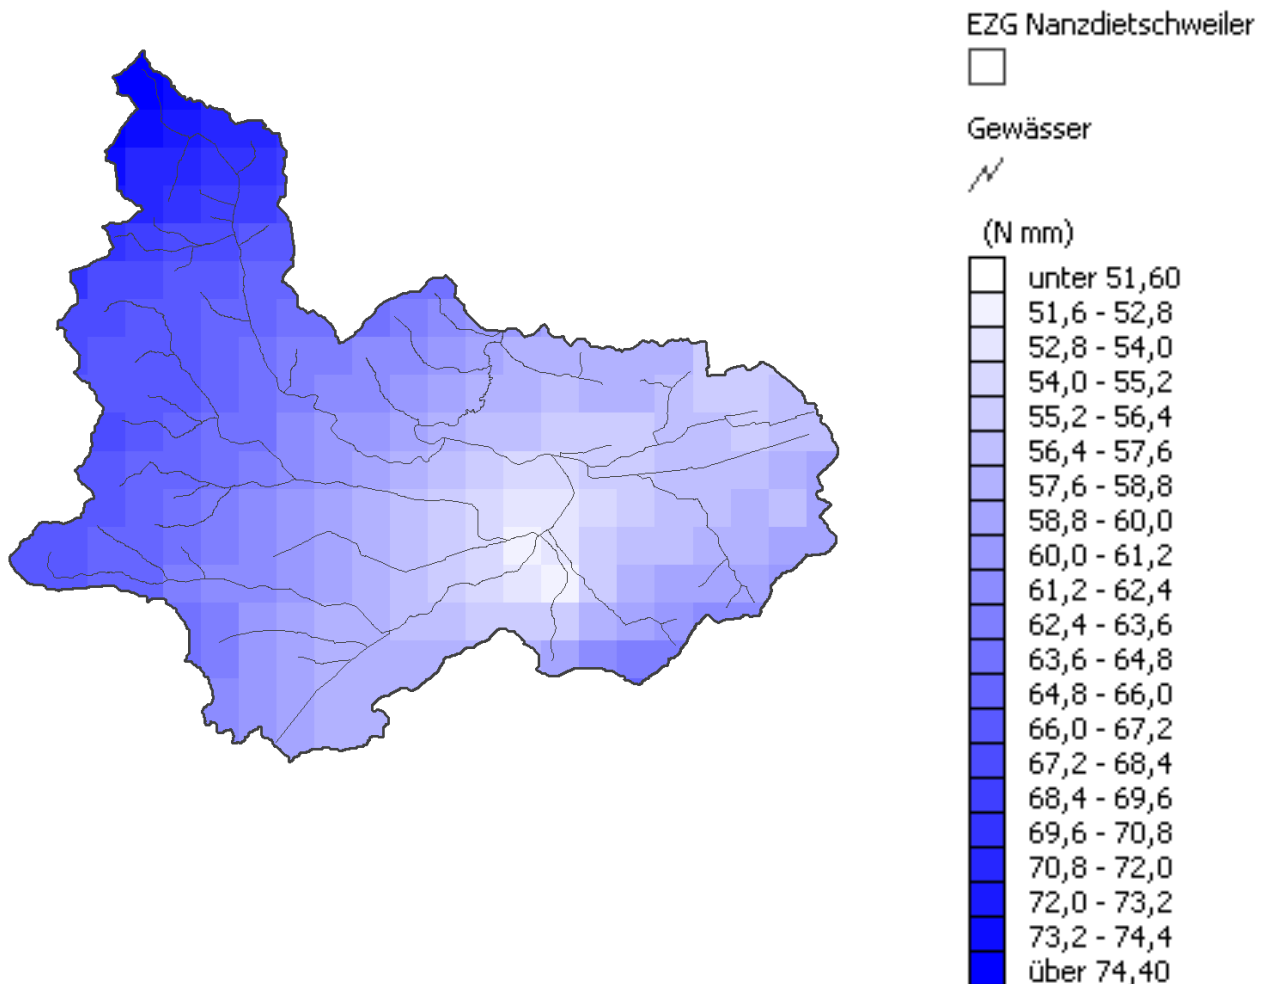 EZG Nanzdietschweiler
Gewässer
(N mm)
unter 51,60
51,6 - 52,8
52,8 - 54,0
54,0 - 55,2
55,2 - 56,4
56,4 - 57,6
57,6 - 58,8
58,8 - 60,0
60,0 - 61,2
61,2 - 62,4
62,4 - 63,6
63,6 - 64,8
64,8 - 66,0
66,0 - 67,2
67,2 - 68,4
68,4 - 69,6
69,6 - 70,8
70,8 - 72,0
72,0 - 73,2
73,2 - 74,4
über 74,40